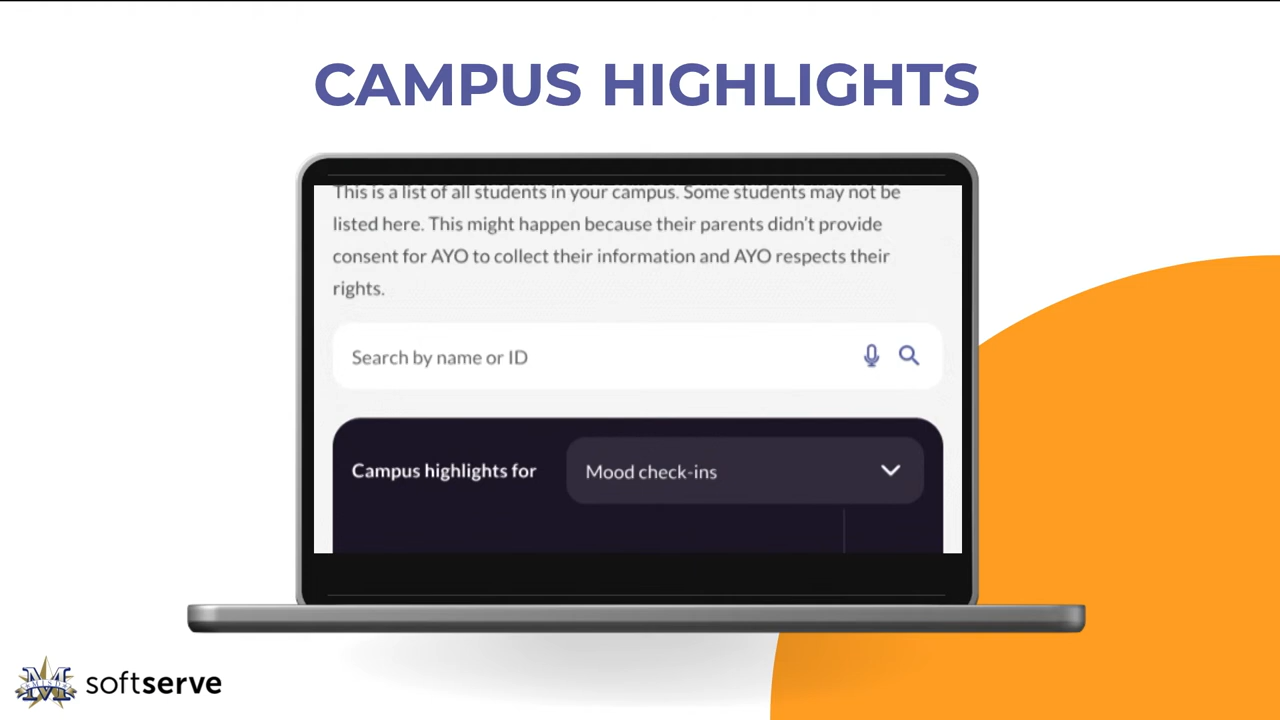 CAMPUS HIGHLIGHTS
This is a list of all students in your campus. Some students may not be
listed here. This might happen because their parents didn't provide
consent for AYO to collect their information and AYO respects their
rights.
Search by name or ID
Campus highlights for
Mood check-ins
M
MISD
softserve